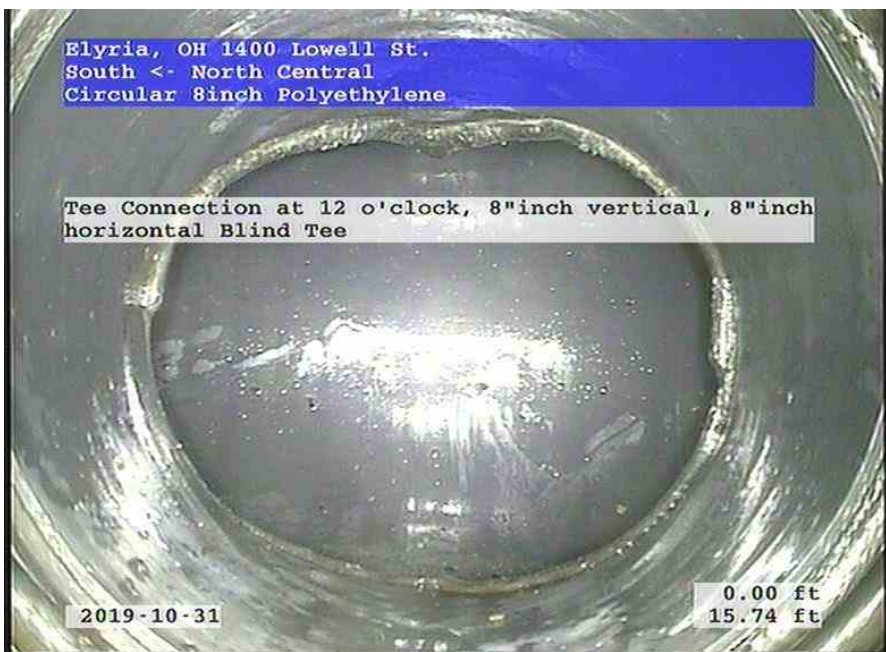 Elyria, OH 1400 Lowell St.
South <- North Central
Circular 8inch Polyethylene
Tee Connection at 12 o'clock, 8"inch vertical, 8"inch
horizontal Blind Tee
0.00 ft
2019-10-31
15.74 ft